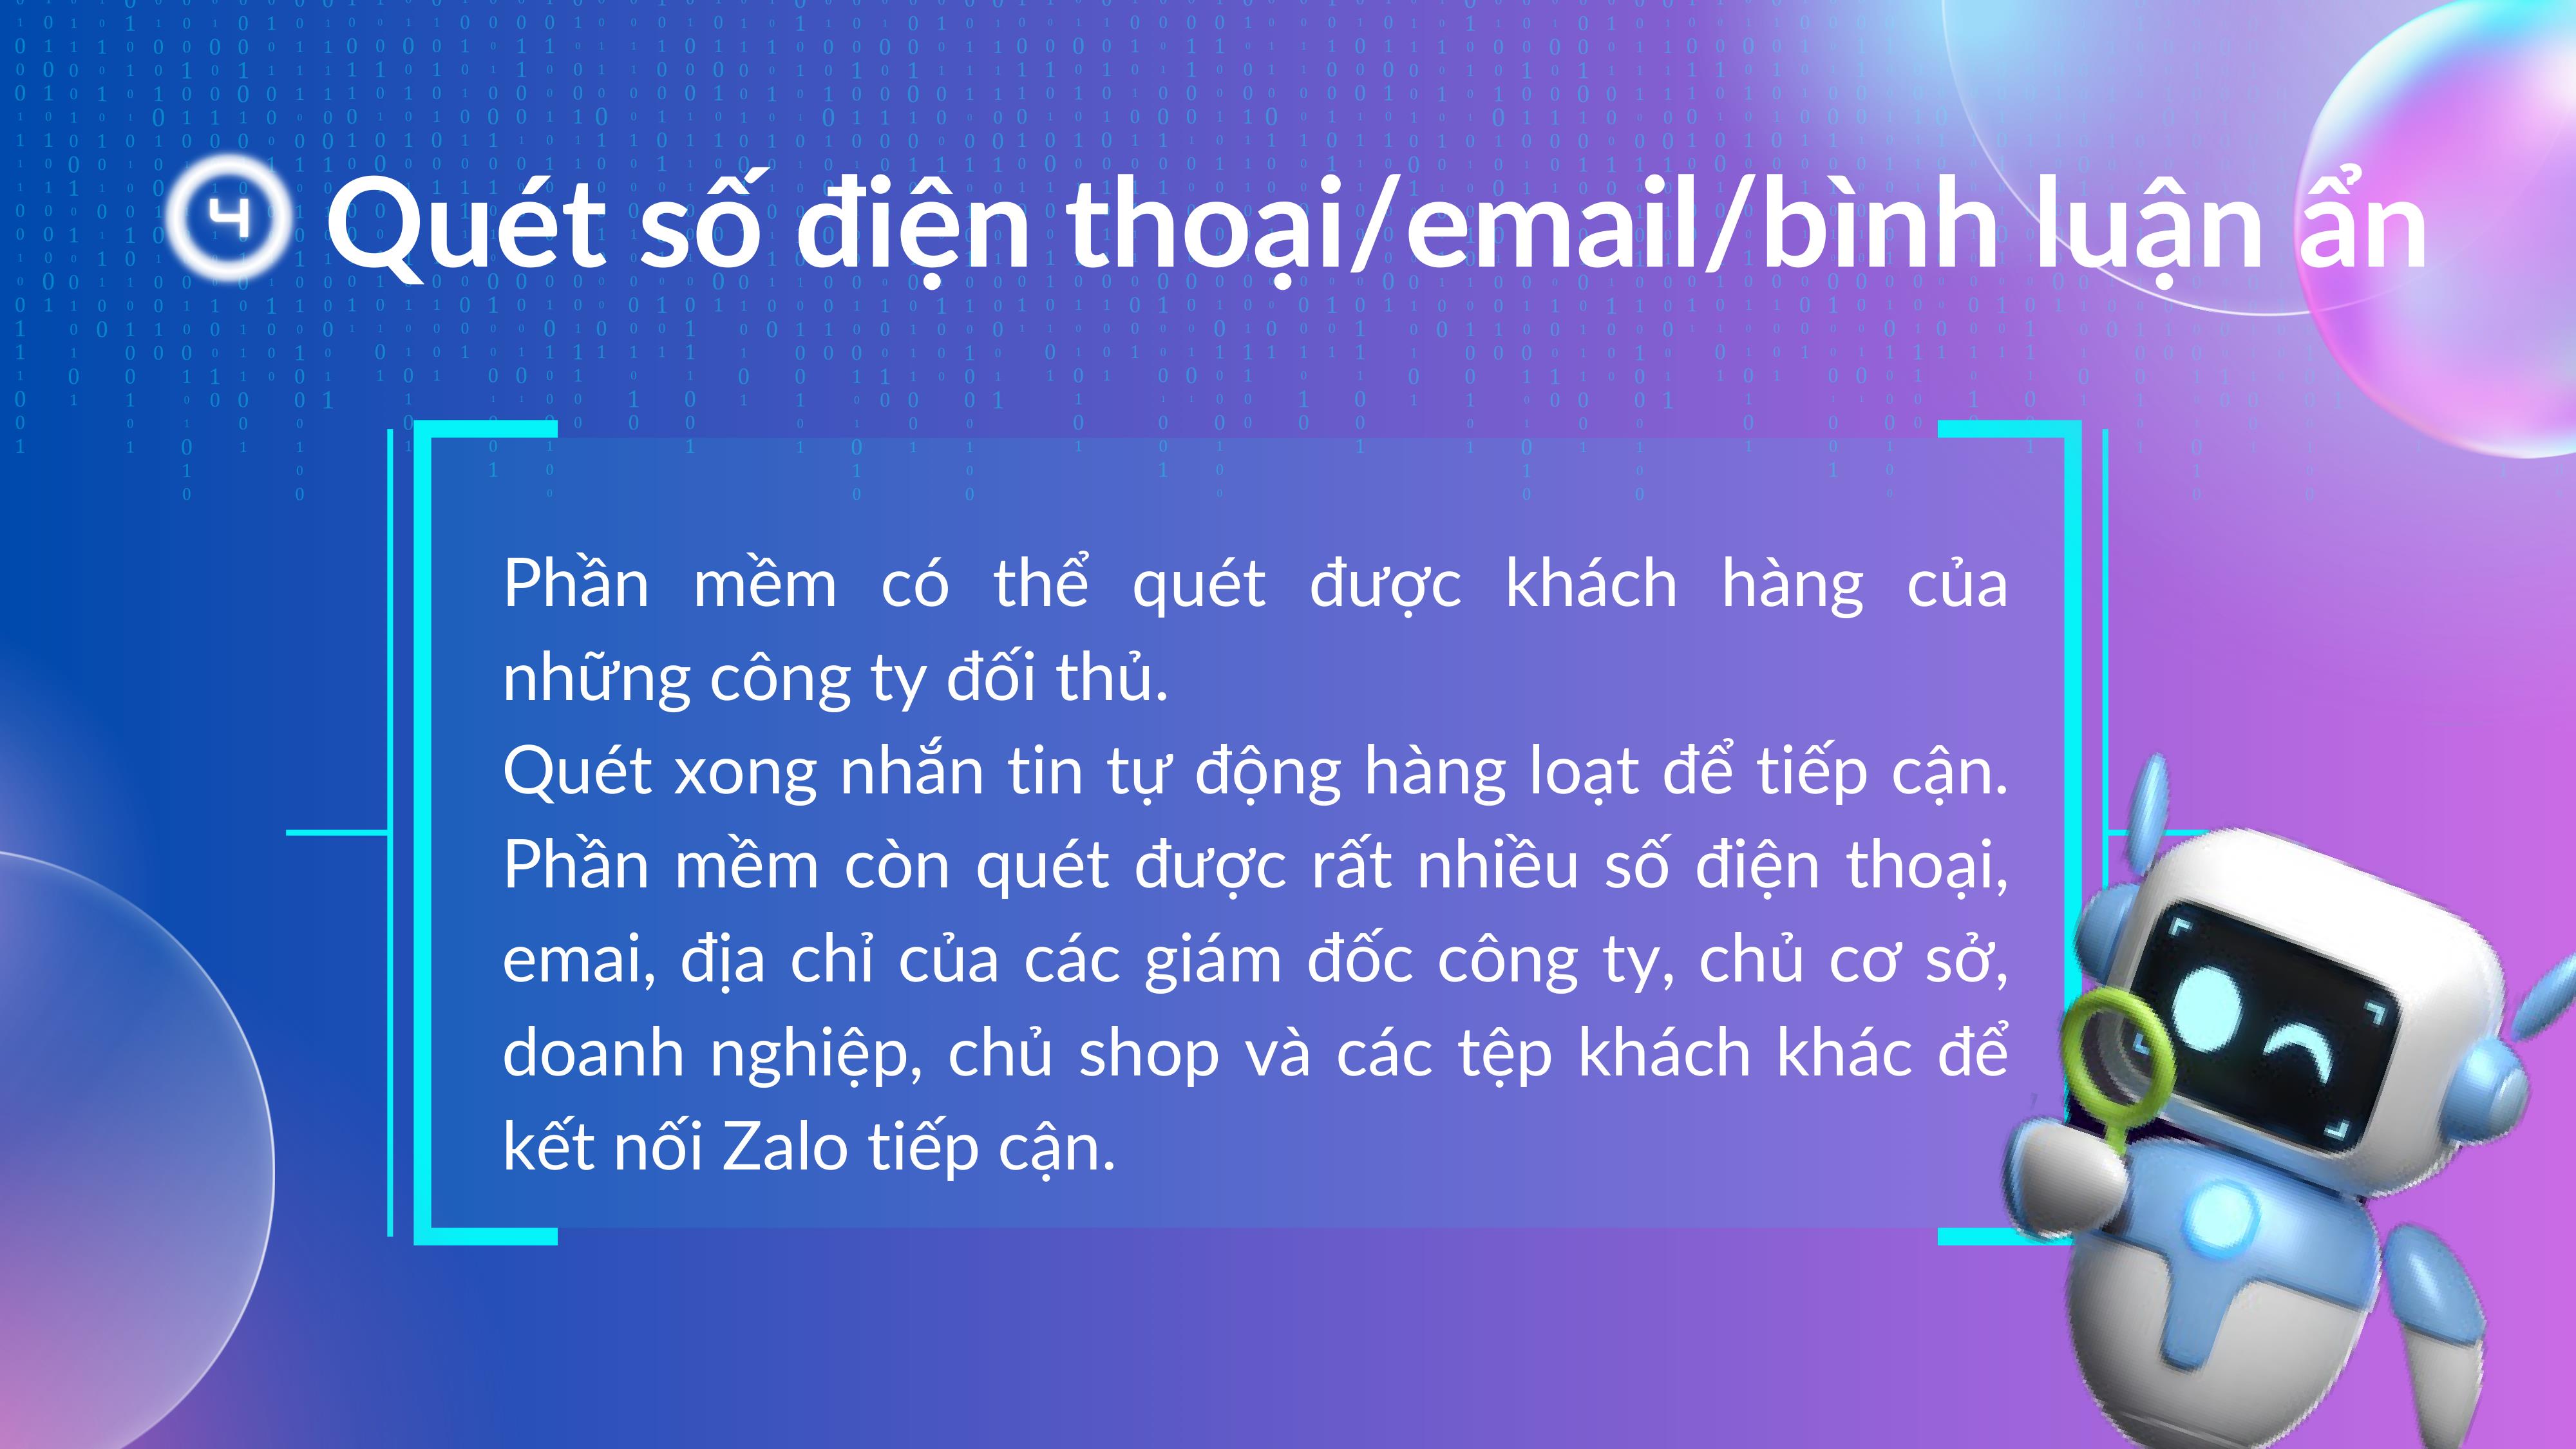 4 Quét số điện thoại/email/bình luận ẩn
Phần mềm có thể quét được khách hàng của
những công ty đối thủ.
Quét xong nhắn tin tự động hàng loạt để tiếp cận.
Phần mềm còn quét được rất nhiều số điện thoại,
emai, địa chỉ của các giám đốc công ty, chủ cơ sở,
doanh nghiệp, chủ shop và các tệp khách khác để
kết nối Zalo tiếp cận.